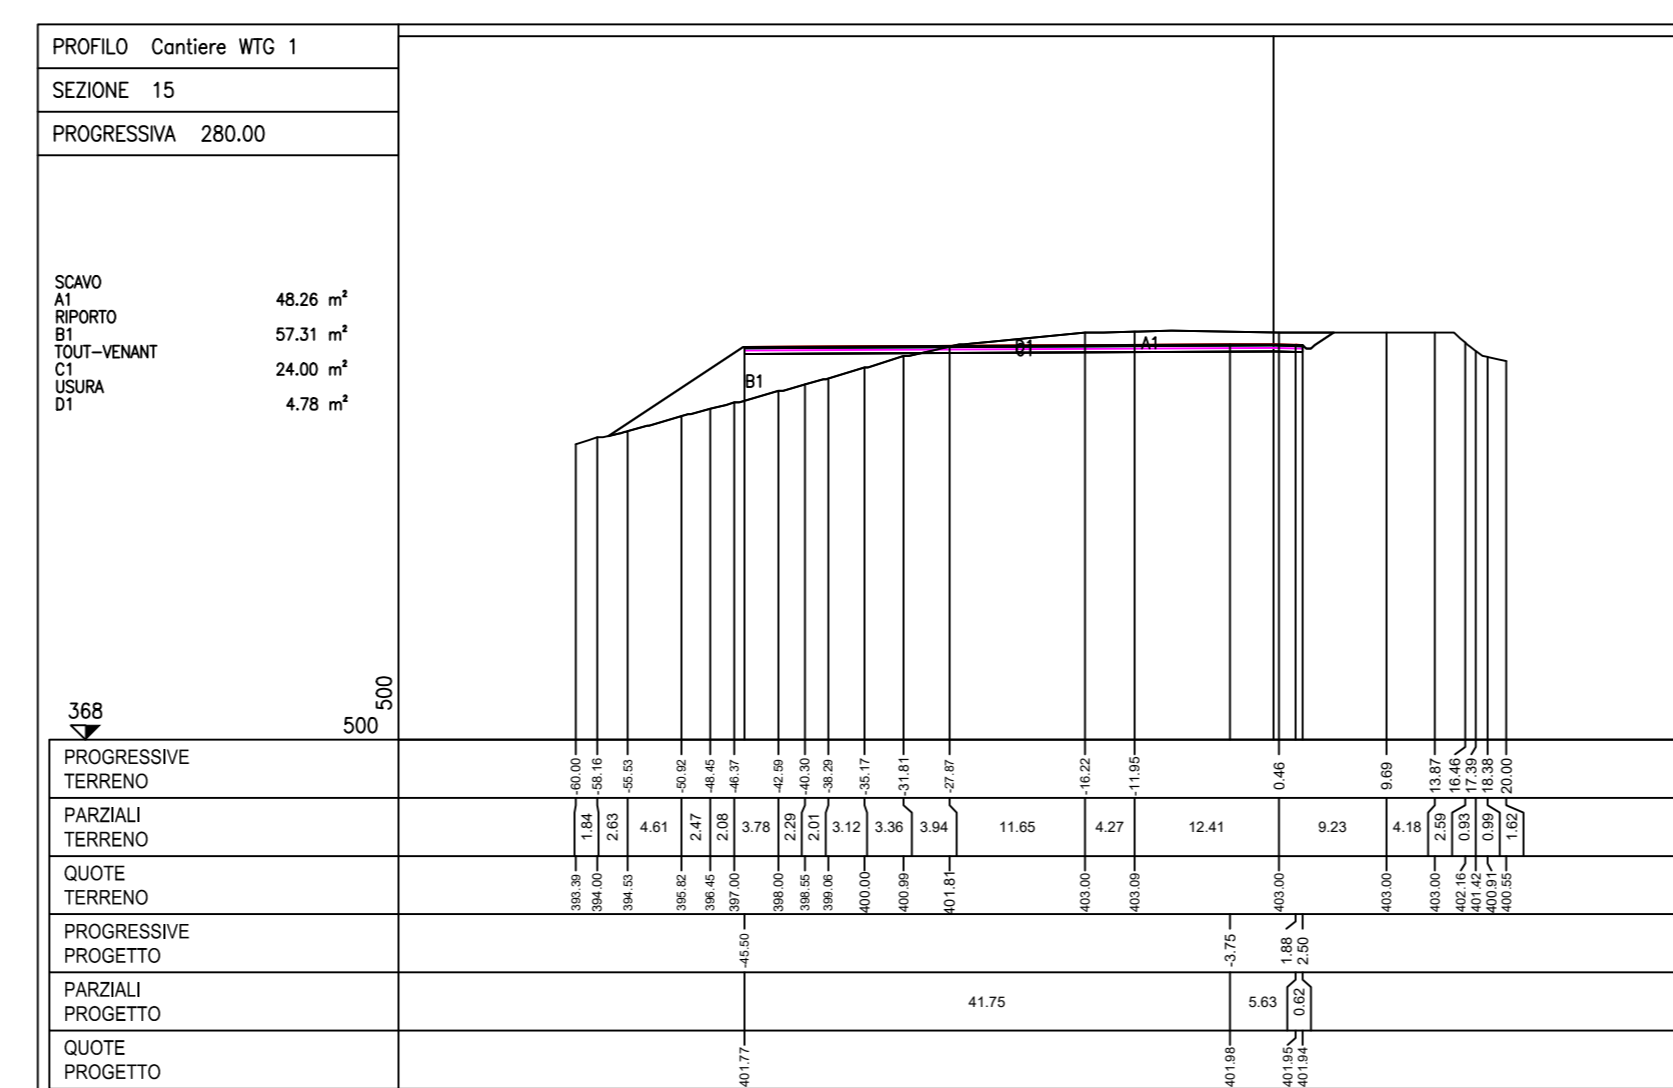 PROFILO Cantiere WTG 1
SEZIONE 15
PROGRESSIVA 280.00
SCAVO
A1 48.26 m²
RIPORTO
B1 57.31 m²
TOUT-VENANT
C1 24.00 m²
USURA
D1 4.78 m²
A1
B1
368
500
500
PROGRESSIVE
TERRENO
-60.00 -58.16 -55.53 -50.92 -48.45 -46.37 -42.59 -40.30 -38.29 -35.17 -31.81 -27.87 -16.22 -11.95 0.46 9.69 13.87 16.46 17.39 18.38 20.00
PARZIALI
TERRENO
1.84 2.63 4.61 2.47 2.08 3.78 2.29 2.01 3.12 3.36 3.94 11.65 4.27 12.41 9.23 4.18 2.59 0.93 0.99 1.62
QUOTE
TERRENO
393.39 394.00 394.53 395.82 396.45 397.00 398.00 398.55 399.06 400.00 400.99 401.81 403.00 403.09 403.00 403.00 403.00 402.16 401.42 400.91 400.55
PROGRESSIVE
PROGETTO
-45.50 -3.75 1.88 2.50
PARZIALI
PROGETTO
41.75 5.63 0.62
QUOTE
PROGETTO
401.77 401.98 401.95 401.94